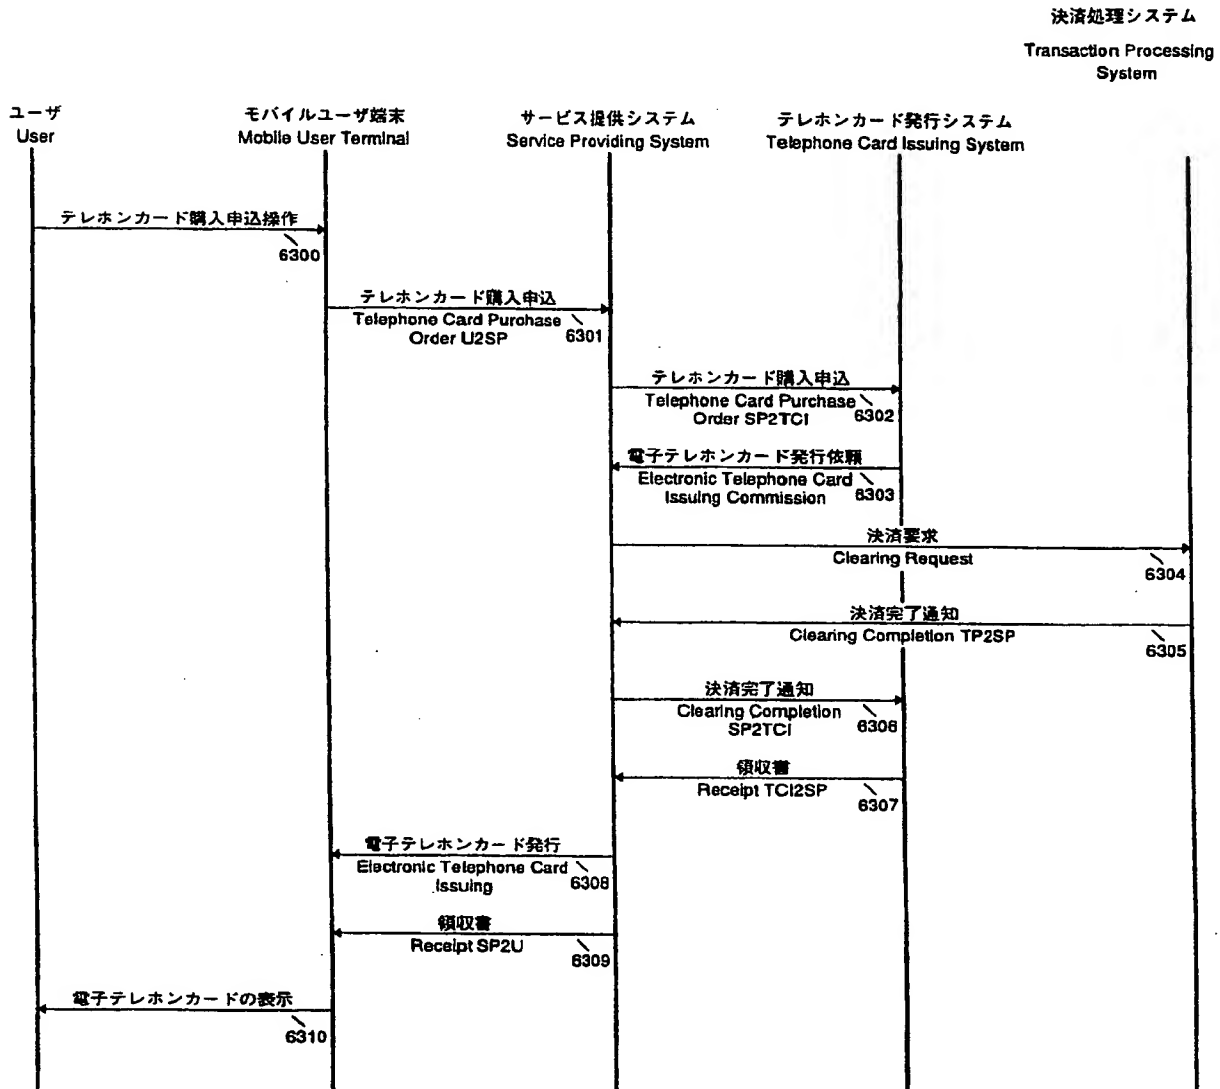 決済処理システム
Transaction Processing
System
ユーザ
User
モバイルユーザ端末
Mobile User Terminal
サービス提供システム
Service Providing System
テレホンカード発行システム
Telephone Card Issuing System
テレホンカード購入申込操作
6300
テレホンカード購入申込
Telephone Card Purchase
Order U2SP
6301
テレホンカード購入申込
Telephone Card Purchase
Order SP2TCI
6302
電子テレホンカード発行依頼
Electronic Telephone Card
Issuing Commission
6303
決済要求
Clearing Request
6304
決済完了通知
Clearing Completion TP2SP
6305
決済完了通知
Clearing Completion
SP2TCI
6306
領収書
Receipt TCI2SP
6307
電子テレホンカード発行
Electronic Telephone Card
Issuing
6308
領収書
Receipt SP2U
6309
電子テレホンカードの表示
6310